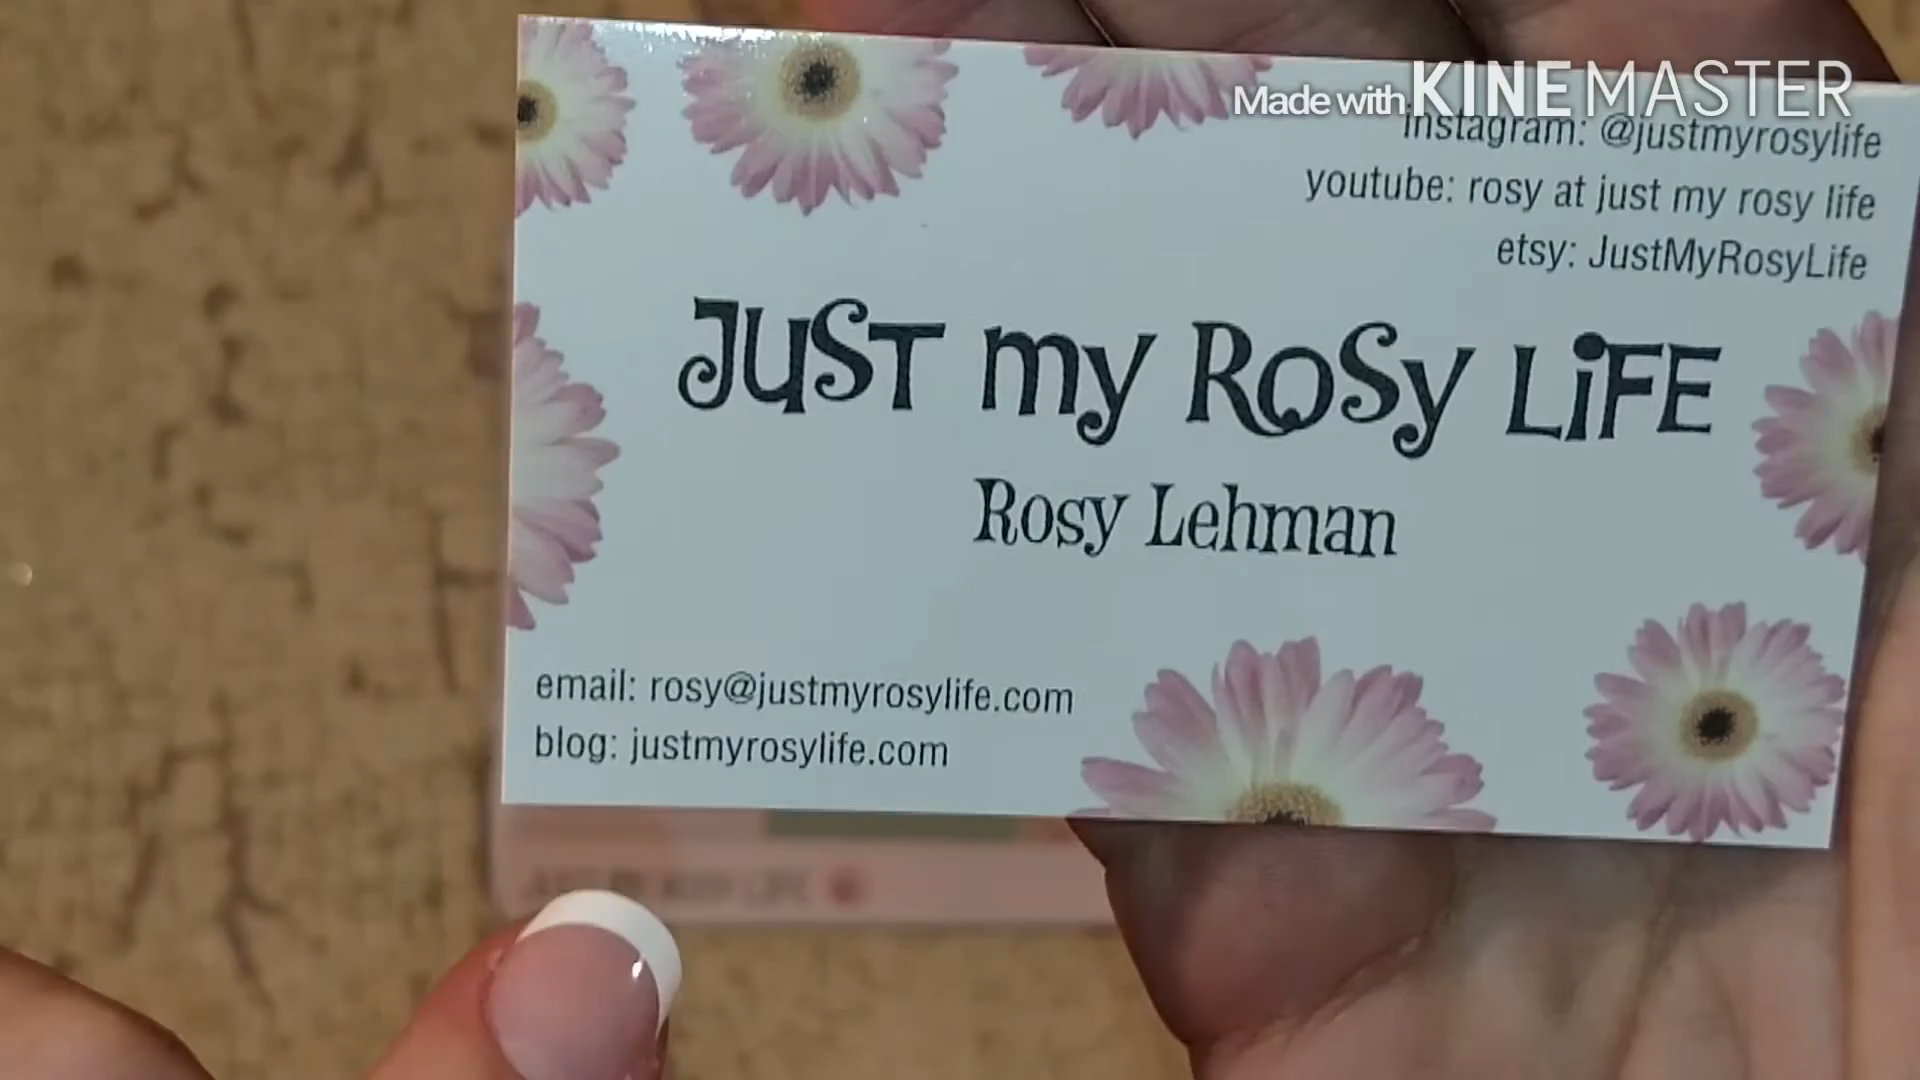 Made with KINEMASTER
instagram: @justmyrosylife
youtube: rosy at just my rosy life
etsy: JustMyRosyLife
JUST my RoSy LiFE
Rosy Lehman
email: rosy@justmyrosylife.com
blog: justmyrosylife.com